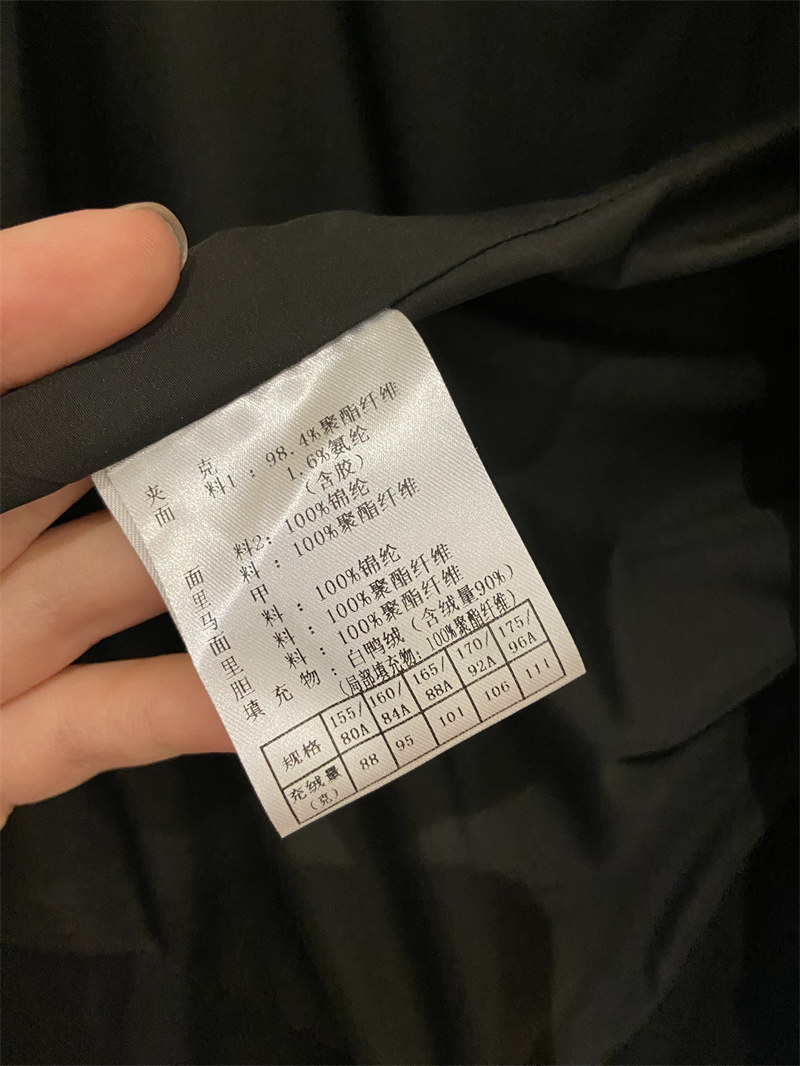 夹 克
面 料1：98.4%聚酯纤维
1.6%氨纶
（含胶）
面 料2：100%锦纶
里 料：100%聚酯纤维
马 甲
面 料：100%锦纶
里 料：100%聚酯纤维
胆 料：100%聚酯纤维
填 充 物：白鸭绒（含绒量90%）
（局部填充物：100%聚酯纤维）
规格 155/80A 160/84A 165/88A 170/92A 175/96A
充绒量（克） 88 95 101 106 111